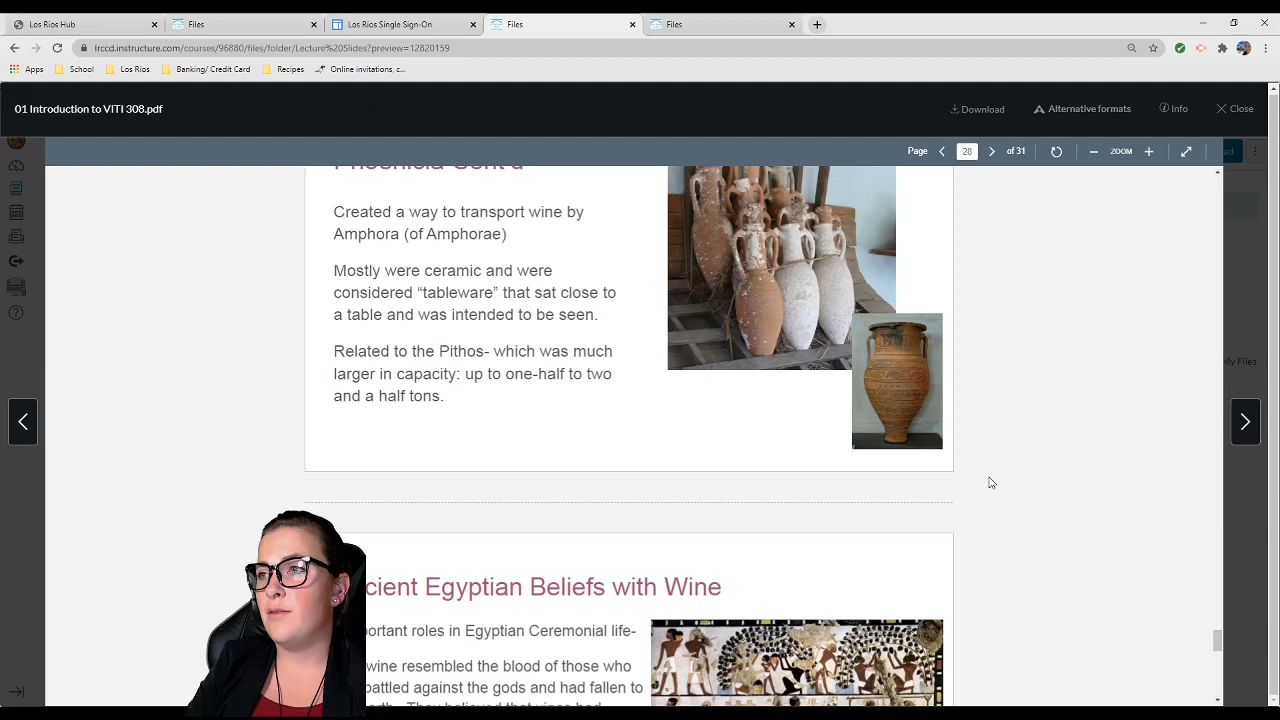 Los Rios Hub
Files
Los Rios Single Sign-On
Files
Files
lrccd.instructure.com/courses/96880/files/folder/Lecture%20Slides?preview=12820159
Apps
School
Los Rios
Banking/ Credit Card
Recipes
Online invitations, c...
01 Introduction to VITI 308.pdf
Download
Alternative formats
Info
Close
Page
28
of 31
ZOOM
Created a way to transport wine by
Amphora (of Amphorae)
Mostly were ceramic and were
considered “tableware” that sat close to
a table and was intended to be seen.
Related to the Pithos- which was much
larger in capacity: up to one-half to two
and a half tons.
My Files
cient Egyptian Beliefs with Wine
portant roles in Egyptian Ceremonial life-
wine resembled the blood of those who
battled against the gods and had fallen to